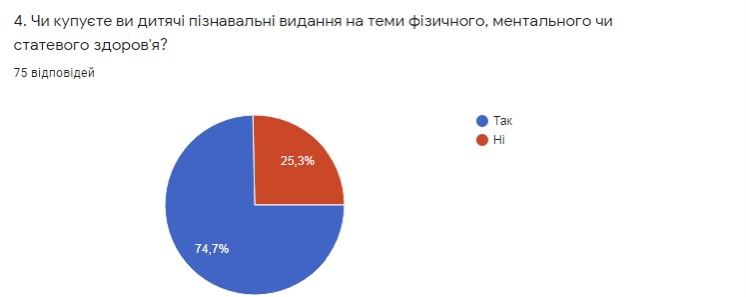 4. Чи купуєте ви дитячі пізнавальні видання на теми фізичного, ментального чи
статевого здоров'я?
75 відповідей
Так
Ні
25,3%
74,7%